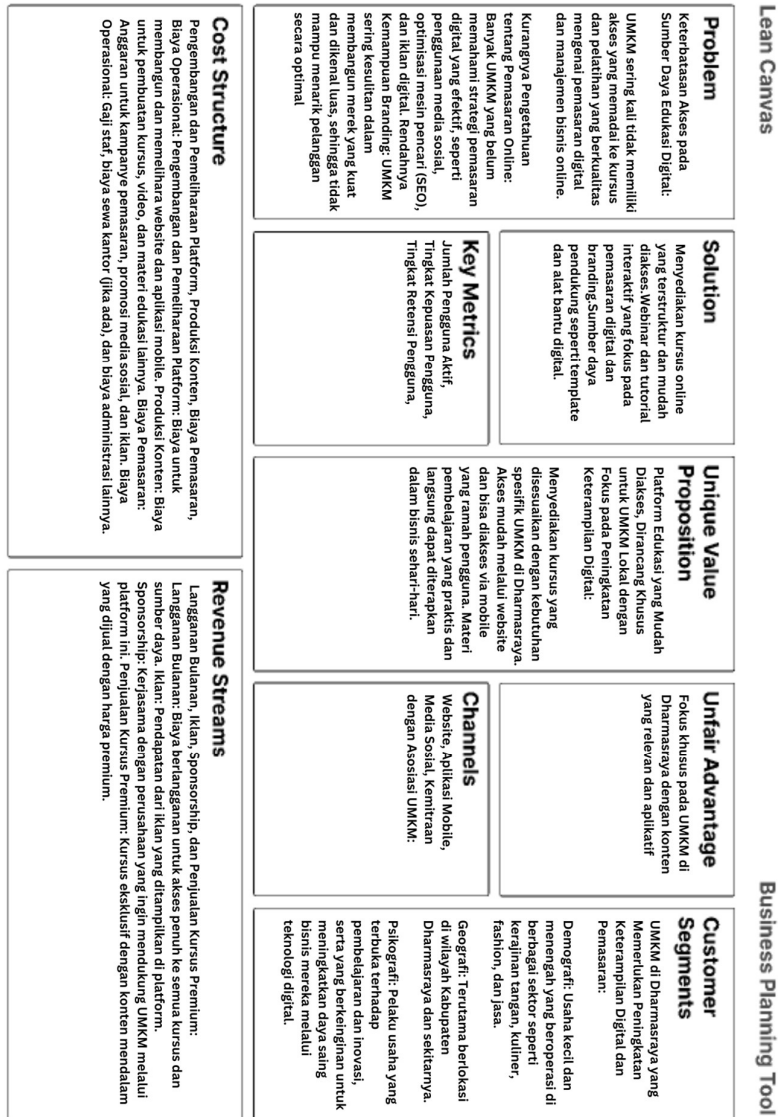 Lean Canvas
Business Planning Tool
Problem
Keterbatasan Akses pada
Sumber Daya Edukasi Digital:
UMKM sering kali tidak memiliki
akses yang memadai ke kursus
dan pelatihan yang berkualitas
mengenai pemasaran digital
dan manajemen bisnis online.
Kurangnya Pengetahuan
tentang Pemasaran Online:
Banyak UMKM yang belum
memahami strategi pemasaran
digital yang efektif, seperti
penggunaan media sosial,
optimisasi mesin pencari (SEO),
dan iklan digital. Rendahnya
Kemampuan Branding: UMKM
sering kesulitan dalam
membangun merek yang kuat
dan dikenal luas, sehingga tidak
mampu menarik pelanggan
secara optimal
Solution
Menyediakan kursus online
yang terstruktur dan mudah
diakses.Webinar dan tutorial
interaktif yang fokus pada
pemasaran digital dan
branding.Sumber daya
pendukung seperti template
dan alat bantu digital.
Key Metrics
Jumlah Pengguna Aktif,
Tingkat Kepuasan Pengguna,
Tingkat Retensi Pengguna,
Unique Value
Proposition
Platform Edukasi yang Mudah
Diakses, Dirancang Khusus
untuk UMKM Lokal dengan
Fokus pada Peningkatan
Keterampilan Digital:
Menyediakan kursus yang
disesuaikan dengan kebutuhan
spesifik UMKM di Dharmasraya.
Akses mudah melalui website
dan bisa diakses via mobile
yang ramah pengguna. Materi
pembelajaran yang praktis dan
langsung dapat diterapkan
dalam bisnis sehari-hari.
Unfair Advantage
Fokus khusus pada UMKM di
Dharmasraya dengan konten
yang relevan dan aplikatif
Channels
Website, Aplikasi Mobile,
Media Sosial, Kemitraan
dengan Asosiasi UMKM:
Customer
Segments
UMKM di Dharmasraya yang
Memerlukan Peningkatan
Keterampilan Digital dan
Pemasaran:
Demografi: Usaha kecil dan
menengah yang beroperasi di
berbagai sektor seperti
kerajinan tangan, kuliner,
fashion, dan jasa.
Geografi: Terutama berlokasi
di wilayah Kabupaten
Dharmasraya dan sekitarnya.
Psikografi: Pelaku usaha yang
terbuka terhadap
pembelajaran dan inovasi,
serta yang berkeinginan untuk
meningkatkan daya saing
bisnis mereka melalui
teknologi digital.
Cost Structure
Pengembangan dan Pemeliharaan Platform, Produksi Konten, Biaya Pemasaran,
Biaya Operasional: Pengembangan dan Pemeliharaan Platform: Biaya untuk
membangun dan memelihara website dan aplikasi mobile. Produksi Konten: Biaya
untuk pembuatan kursus, video, dan materi edukasi lainnya. Biaya Pemasaran:
Anggaran untuk kampanye pemasaran, promosi media sosial, dan iklan. Biaya
Operasional: Gaji staf, biaya sewa kantor (jika ada), dan biaya administrasi lainnya.
Revenue Streams
Langganan Bulanan, Iklan, Sponsorship, dan Penjualan Kursus Premium:
Langganan Bulanan: Biaya berlangganan untuk akses penuh ke semua kursus dan
sumber daya. Iklan: Pendapatan dari iklan yang ditampilkan di platform.
Sponsorship: Kerjasama dengan perusahaan yang ingin mendukung UMKM melalui
platform ini. Penjualan Kursus Premium: Kursus eksklusif dengan konten mendalam
yang dijual dengan harga premium.